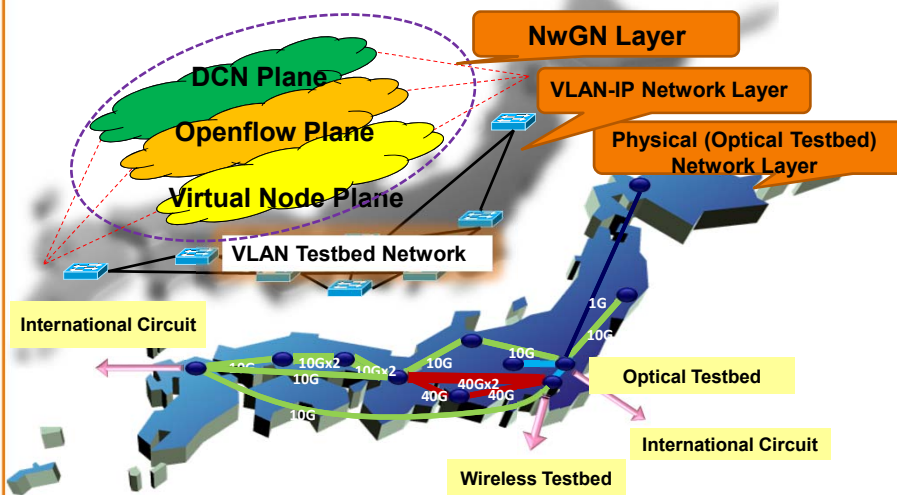 NwGN Layer
DCN Plane
VLAN-IP Network Layer
Openflow Plane
Physical (Optical Testbed)
Network Layer
Virtual Node Plane
VLAN Testbed Network
International Circuit
1G
10G
10G
10G
10Gx2
10G
10Gx2
10G
40Gx2
40G
40G
10G
Optical Testbed
International Circuit
Wireless Testbed